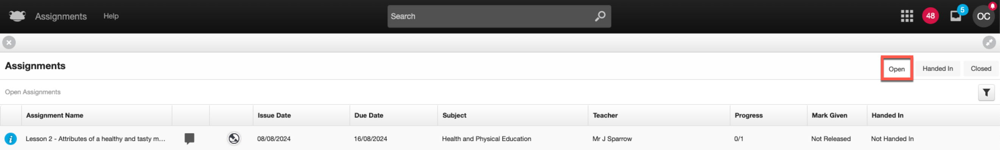 Assignments Help Search 48 5 OC
Assignments Open Handed In Closed
Open Assignments
Assignment Name Issue Date Due Date Subject Teacher Progress Mark Given Handed In
i Lesson 2 - Attributes of a healthy and tasty m... 08/08/2024 16/08/2024 Health and Physical Education Mr J Sparrow 0/1 Not Released Not Handed In